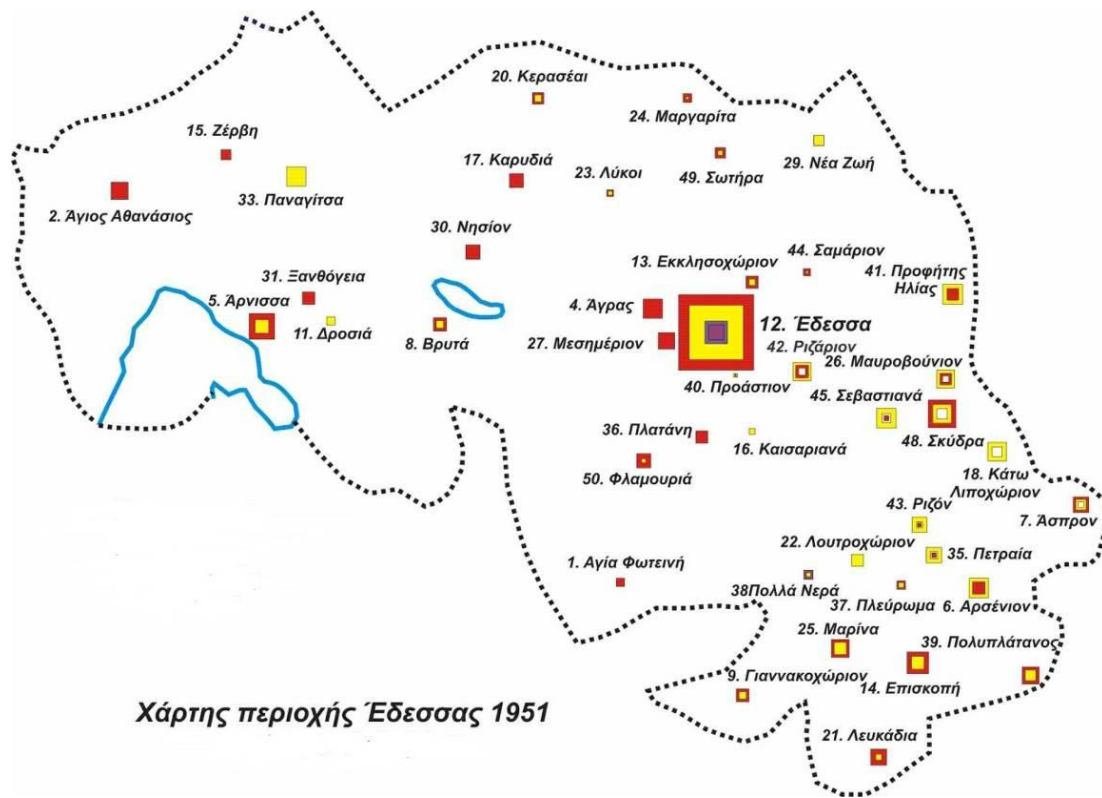 20. Κερασέαι
24. Μαργαρίτα
15. Ζέρβη
29. Νέα Ζωή
17. Καρυδιά
23. Λύκοι
49. Σωτήρα
33. Παναγίτσα
2. Άγιος Αθανάσιος
30. Νησίον
44. Σαμάριον
13. Εκκλησοχώριον
41. Προφήτης
Ηλίας
31. Ξανθόγεια
5. Άρνισσα
4. Άγρας
11. Δροσιά
8. Βρυτά
27. Μεσημέριον
12. Έδεσσα
42. Ριζάριον
26. Μαυροβούνιον
40. Προάστιον
45. Σεβαστιανά
36. Πλατάνη
16. Καισαριανά
48. Σκύδρα
50. Φλαμουριά
18. Κάτω
Λιποχώριον
43. Ριζόν
7. Άσπρον
22. Λουτροχώριον
35. Πετραία
1. Αγία Φωτεινή
38Πολλά Νερά
37. Πλεύρωμα
6. Αρσένιον
25. Μαρίνα
39. Πολυπλάτανος
9. Γιαννακοχώριον
14. Επισκοπή
Χάρτης περιοχής Έδεσσας 1951
21. Λευκάδια